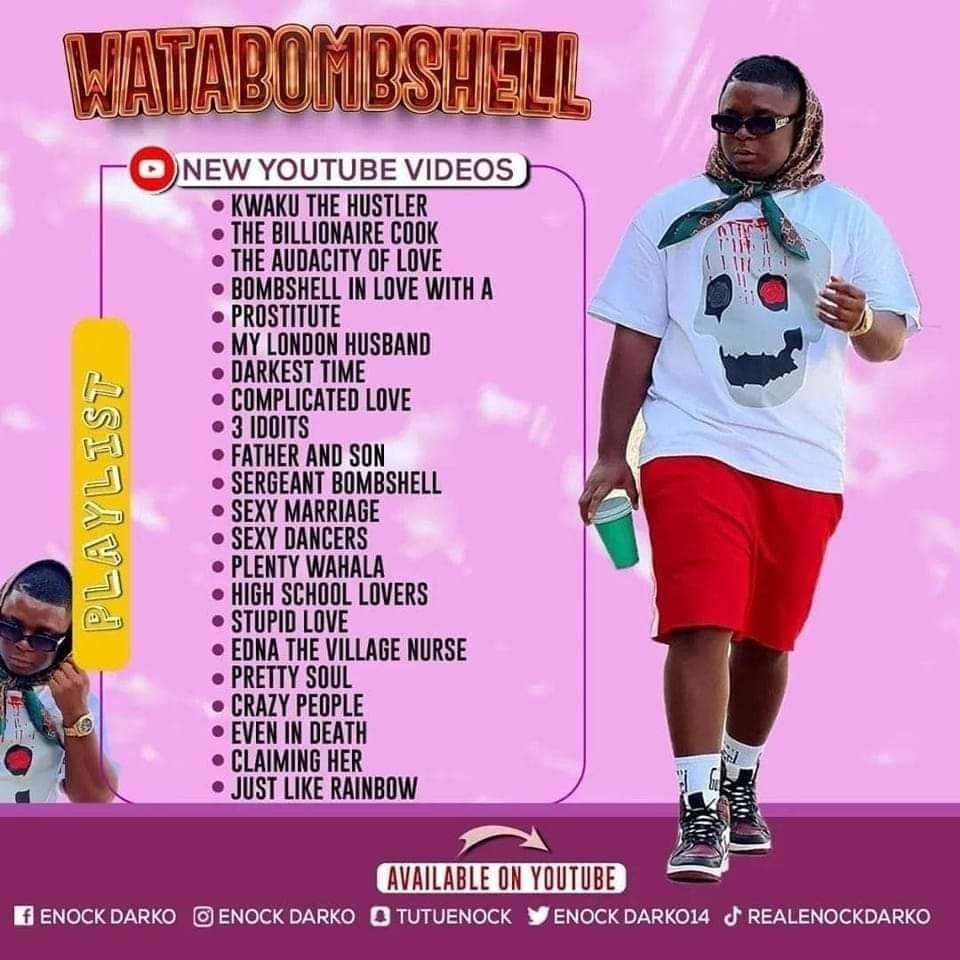 WATABOMBSHELL
NEW YOUTUBE VIDEOS
KWAKU THE HUSTLER
THE BILLIONAIRE COOK
THE AUDACITY OF LOVE
BOMBSHELL IN LOVE WITH A
PROSTITUTE
MY LONDON HUSBAND
DARKEST TIME
COMPLICATED LOVE
3 IDOITS
FATHER AND SON
SERGEANT BOMBSHELL
SEXY MARRIAGE
SEXY DANCERS
PLENTY WAHALA
HIGH SCHOOL LOVERS
STUPID LOVE
EDNA THE VILLAGE NURSE
PRETTY SOUL
CRAZY PEOPLE
EVEN IN DEATH
CLAIMING HER
JUST LIKE RAINBOW
PLAYLIST
AVAILABLE ON YOUTUBE
ENOCK DARKO ENOCK DARKO TUTUENOCK ENOCK DARKO14 REALENOCKDARKO